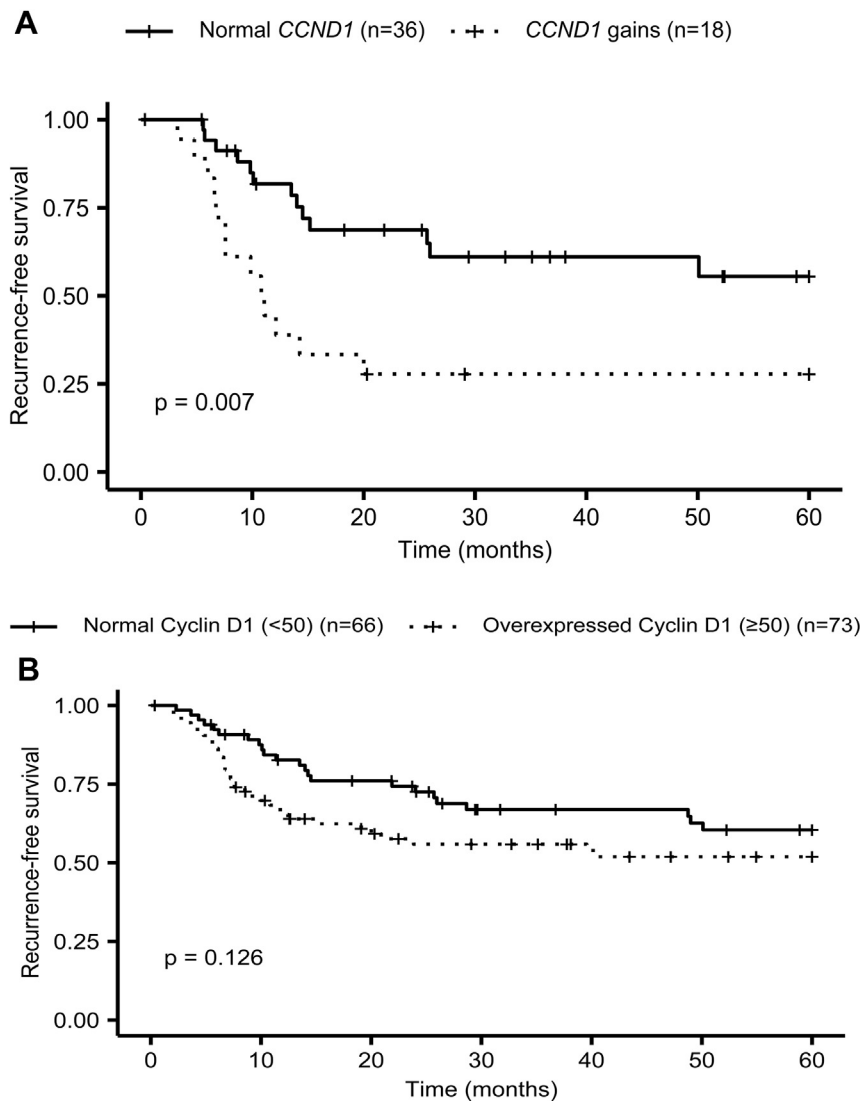 A
Normal CCND1 (n=36) CCND1 gains (n=18)
1.00
0.75
0.50
0.25
0.00
Recurrence-free survival
p = 0.007
0 10 20 30 40 50 60
Time (months)
Normal Cyclin D1 (<50) (n=66) Overexpressed Cyclin D1 (≥50) (n=73)
B
1.00
0.75
0.50
0.25
0.00
Recurrence-free survival
p = 0.126
0 10 20 30 40 50 60
Time (months)